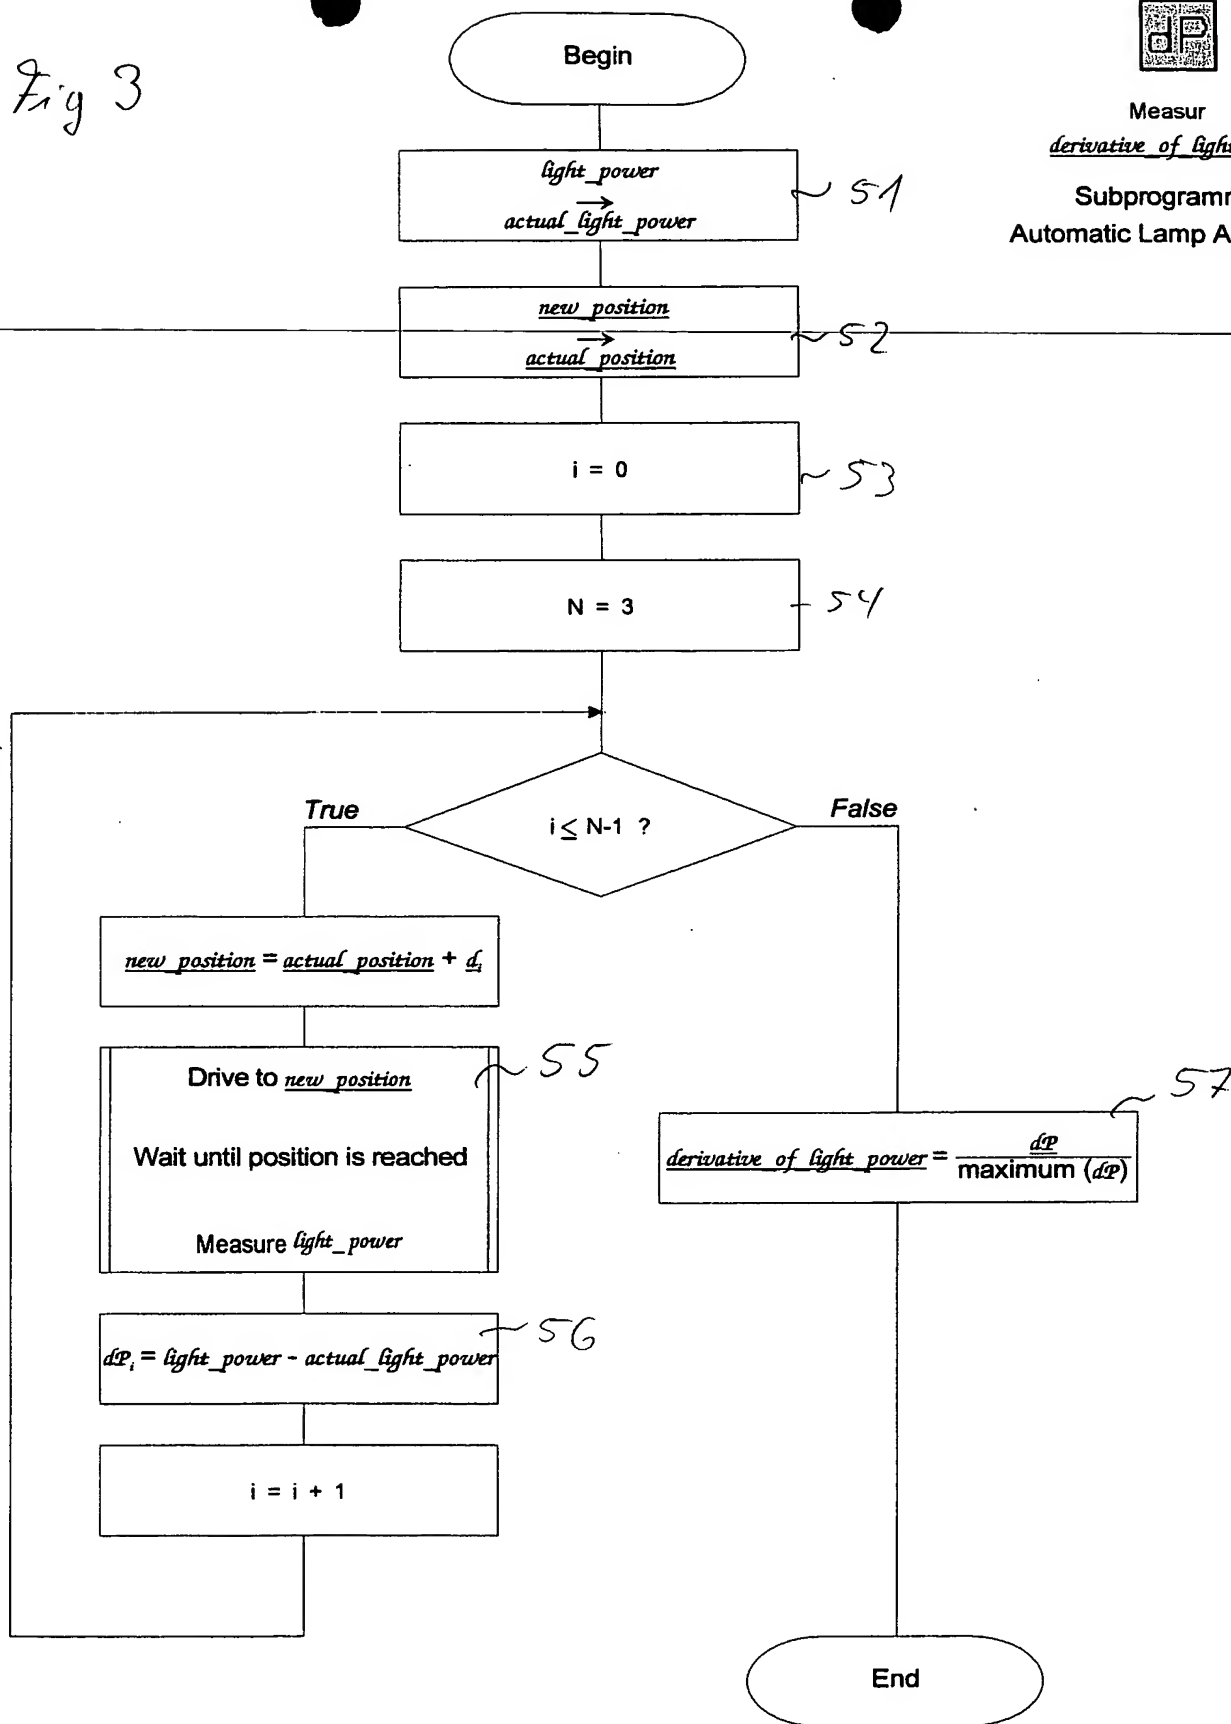 Fig 3
Begin
dP
Measur
derivative_of_ligh
Subprogram
Automatic Lamp A
light_power
→
actual_light_power
51
new_position
→
actual_position
52
i = 0
53
N = 3
54
True
i ≤ N-1 ?
False
new_position = actual_position + d_i
Drive to new_position
55
Wait until position is reached
Measure light_power
57
derivative_of_light_power = dP / maximum (dP)
56
dP_i = light_power - actual_light_power
i = i + 1
End